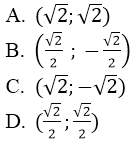 A. (√2; √2)
B. (√2/2 ; −√2/2)
C. (√2; −√2)
D. (√2/2; √2/2)